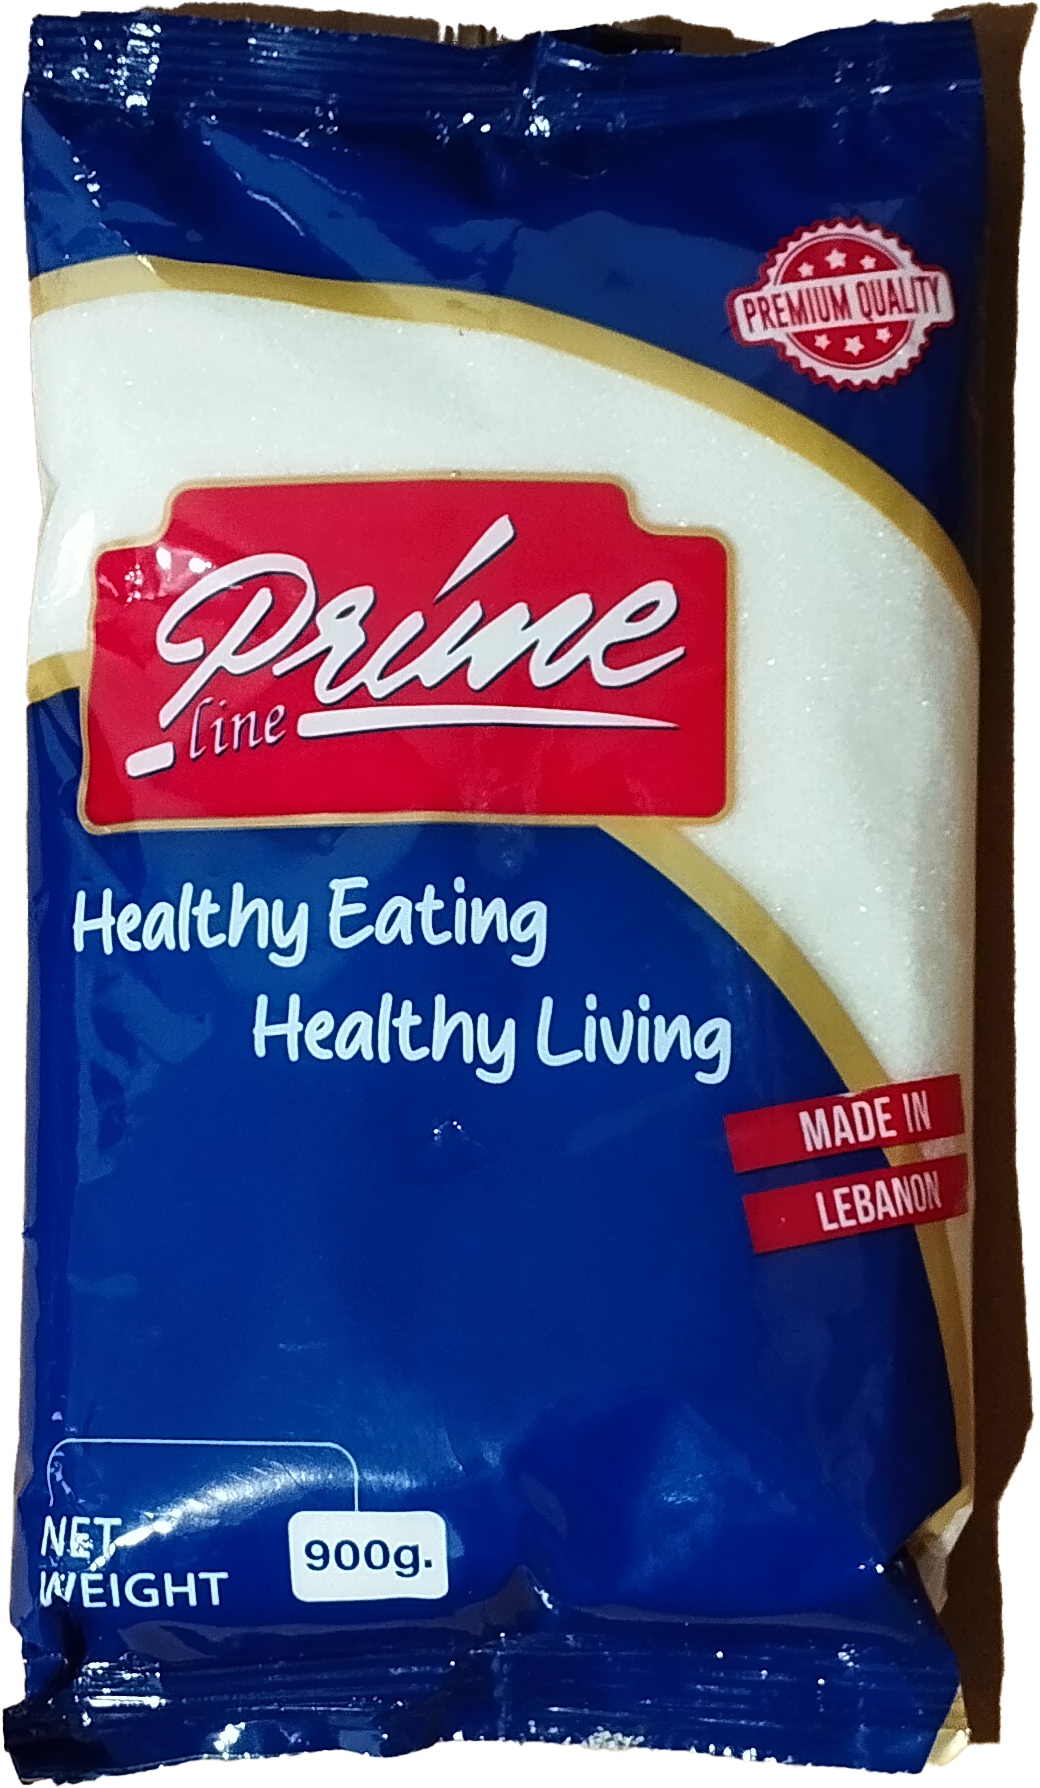 PREMIUM QUALITY
Prime
line
Healthy Eating
Healthy Living
MADE IN
LEBANON
NET
WEIGHT
900g.